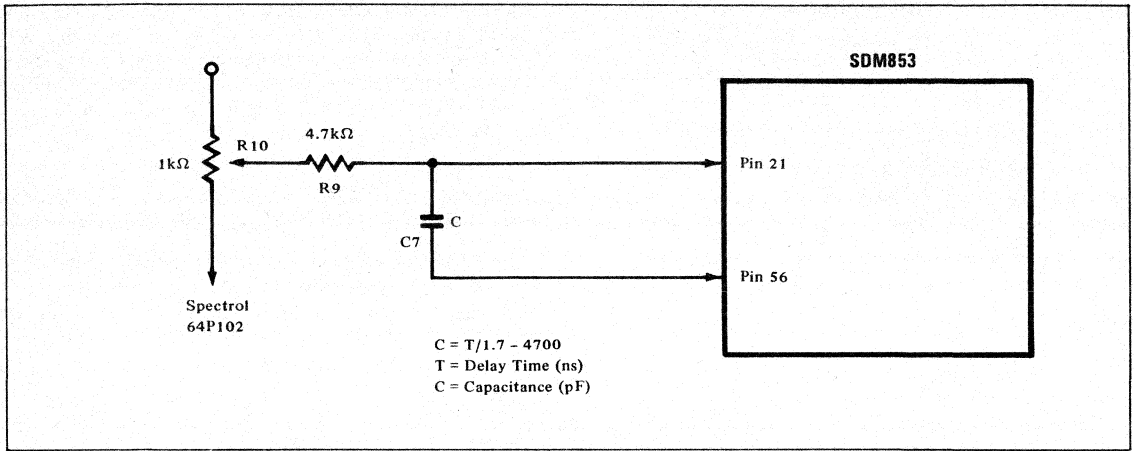 SDM853
4.7kΩ
R10
1kΩ
R9
Pin 21
C
C7
Pin 56
Spectrol
64P102
C = T/1.7 – 4700
T = Delay Time (ns)
C = Capacitance (pF)